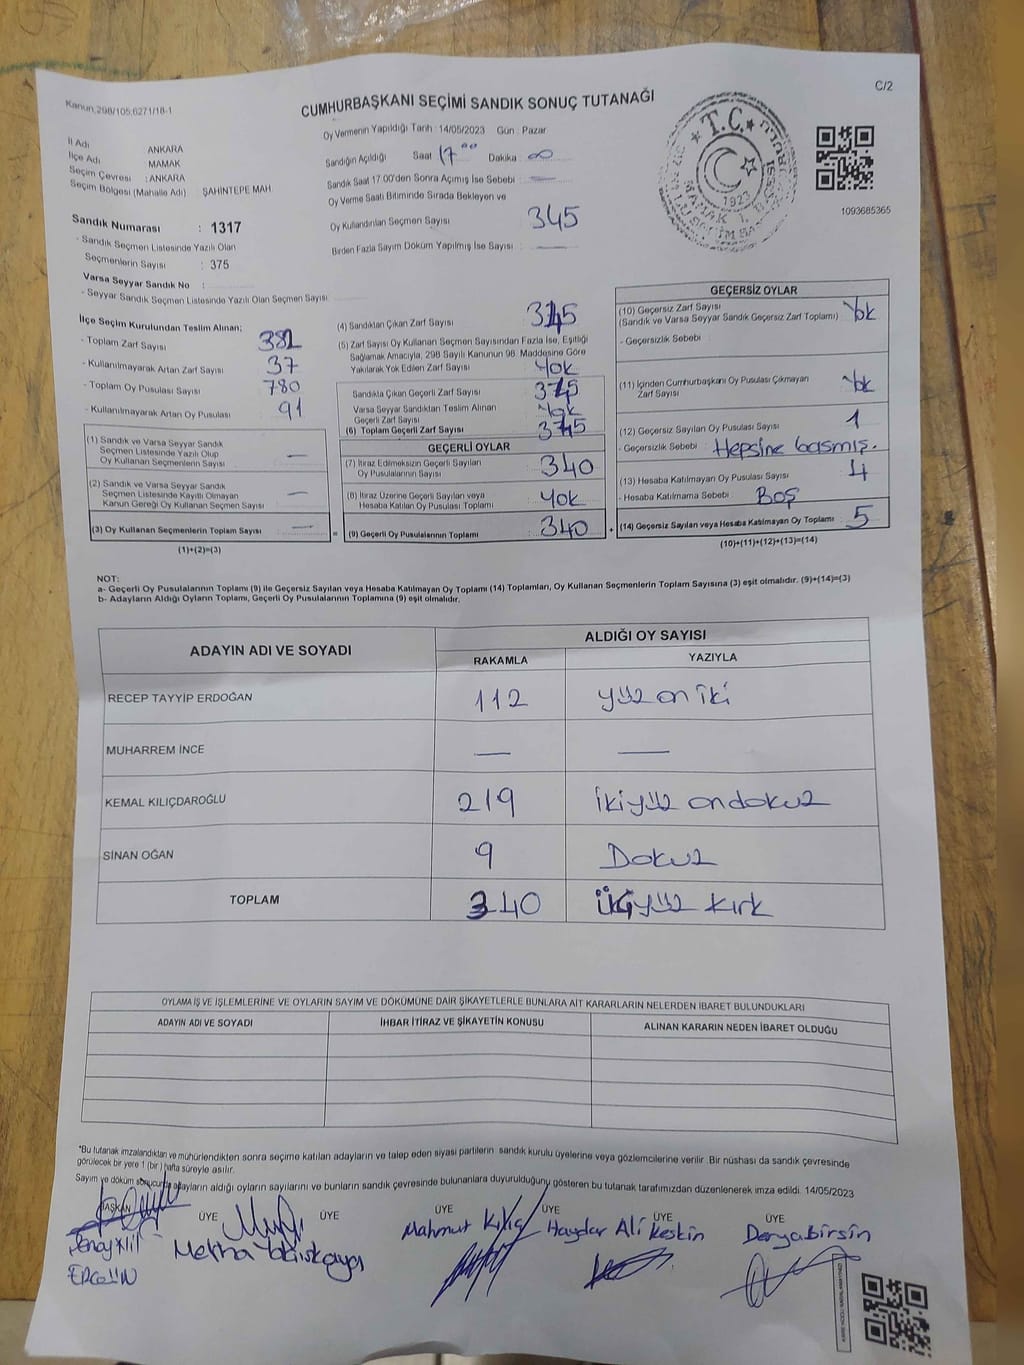 Kanun.298/105,6271/18-1
C/2
CUMHURBAŞKANI SEÇİMİ SANDIK SONUÇ TUTANAĞI
İl Adı ANKARA
İlçe Adı MAMAK
Seçim Çevresi : ANKARA
Seçim Bölgesi (Mahalle Adı) ŞAHİNTEPE MAH
Sandık Numarası : 1317
- Sandık Seçmen Listesinde Yazılı Olan
Seçmenlerin Sayısı : 375
Varsa Seyyar Sandık No :
- Seyyar Sandık Seçmen Listesinde Yazılı Olan Seçmen Sayısı
Oy Vermenin Yapıldığı Tarih : 14/05/2023 Gün : Pazar
Sandığın Açıldığı Saat 17 00 Dakika 00
Sandık Saat 17.00'den Sonra Açılmış İse Sebebi —
Oy Verme Saati Bitiminde Sırada Bekleyen ve
Oy Kullandırılan Seçmen Sayısı 345
Birden Fazla Sayım Döküm Yapılmış İse Sayısı —
T.C.
1923
1093685365
İlçe Seçim Kurulundan Teslim Alınan;
- Toplam Zarf Sayısı 382
- Kullanılmayarak Artan Zarf Sayısı 37
- Toplam Oy Pusulası Sayısı 780
- Kullanılmayarak Artan Oy Pusulası 91
(1) Sandık ve Varsa Seyyar Sandık
Seçmen Listesinde Yazılı Olup
Oy Kullanan Seçmenlerin Sayısı —
(2) Sandık ve Varsa Seyyar Sandık
Seçmen Listesinde Kayıtlı Olmayan
Kanun Gereği Oy Kullanan Seçmen Sayısı —
(3) Oy Kullanan Seçmenlerin Toplam Sayısı —
(1)+(2)=(3)
(4) Sandıktan Çıkan Zarf Sayısı 345
(5) Zarf Sayısı Oy Kullanan Seçmen Sayısından Fazla İse, Eşitliği
Sağlamak Amacıyla, 298 Sayılı Kanunun 98. Maddesine Göre
Yakılarak Yok Edilen Zarf Sayısı YOK
Sandıkta Çıkan Geçerli Zarf Sayısı 345
Varsa Seyyar Sandıktan Teslim Alınan
Geçerli Zarf Sayısı Yok
(6) Toplam Geçerli Zarf Sayısı 345
GEÇERLİ OYLAR
(7) İtiraz Edilmeksizin Geçerli Sayılan
Oy Pusulalarının Sayısı 340
(8) İtiraz Üzerine Geçerli Sayılan veya
Hesaba Katılan Oy Pusulası Toplamı YOK
(9) Geçerli Oy Pusulalarının Toplamı 340
GEÇERSİZ OYLAR
(10) Geçersiz Zarf Sayısı
(Sandık ve Varsa Seyyar Sandık Geçersiz Zarf Toplamı) Yok
- Geçersizlik Sebebi :
(11) İçinden Cumhurbaşkanı Oy Pusulası Çıkmayan
Zarf Sayısı Yok
(12) Geçersiz Sayılan Oy Pusulası Sayısı 1
- Geçersizlik Sebebi : Hepsine basmış.
(13) Hesaba Katılmayan Oy Pusulası Sayısı 4
- Hesaba Katılmama Sebebi BOŞ
(14) Geçersiz Sayılan veya Hesaba Katılmayan Oy Toplamı 5
(10)+(11)+(12)+(13)=(14)
NOT:
a- Geçerli Oy Pusulalarının Toplamı (9) ile Geçersiz Sayılan veya Hesaba Katılmayan Oy Toplamı (14) Toplamları, Oy Kullanan Seçmenlerin Toplam Sayısına (3) eşit olmalıdır. (9)+(14)=(3)
b- Adayların Aldığı Oyların Toplamı, Geçerli Oy Pusulalarının Toplamına (9) eşit olmalıdır.
ADAYIN ADI VE SOYADI
ALDIĞI OY SAYISI
RAKAMLA YAZIYLA
RECEP TAYYİP ERDOĞAN 112 yüz on iki
MUHARREM İNCE — —
KEMAL KILIÇDAROĞLU 219 ikiyüz ondokuz
SİNAN OĞAN 9 Dokuz
TOPLAM 340 üçyüz kırk
OYLAMA İŞ VE İŞLEMLERİNE VE OYLARIN SAYIM VE DÖKÜMÜNE DAİR ŞİKAYETLERLE BUNLARA AİT KARARLARIN NELERDEN İBARET BULUNDUKLARI
ADAYIN ADI VE SOYADI İHBAR İTİRAZ VE ŞİKAYETİN KONUSU ALINAN KARARIN NEDEN İBARET OLDUĞU
*Bu tutanak imzalandıktan ve mühürlendikten sonra seçime katılan adayların ve talep eden siyasi partilerin sandık kurulu üyelerine veya gözlemcilerine verilir .Bir nüshası da sandık çevresinde
görülecek bir yere 1 (bir ) hafta süreyle asılır.
Sayım ve döküm sonucunda adayların aldığı oyların sayılarını ve bunların sandık çevresinde bulunanlara duyurulduğunu gösteren bu tutanak tarafımızdan düzenlenerek imza edildi. 14/05/2023
BAŞKAN ÜYE ÜYE ÜYE ÜYE ÜYE ÜYE
Mahmut Kılıç Haydar Ali Keskin Derya birsin
ERGÜN